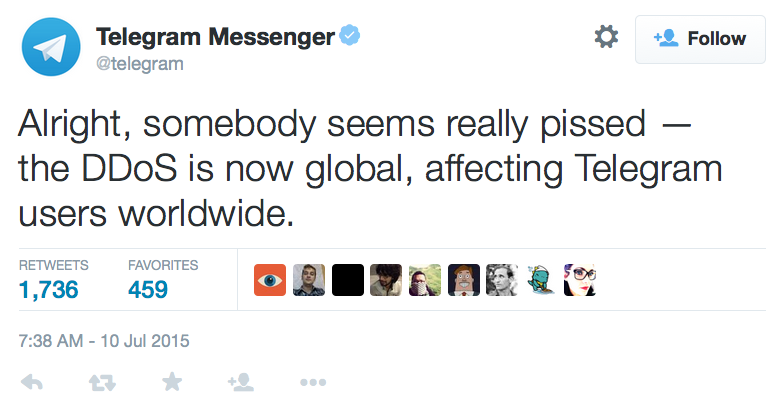 Telegram Messenger
@telegram
Follow
Alright, somebody seems really pissed —
the DDoS is now global, affecting Telegram
users worldwide.
RETWEETS FAVORITES
1,736 459
7:38 AM - 10 Jul 2015